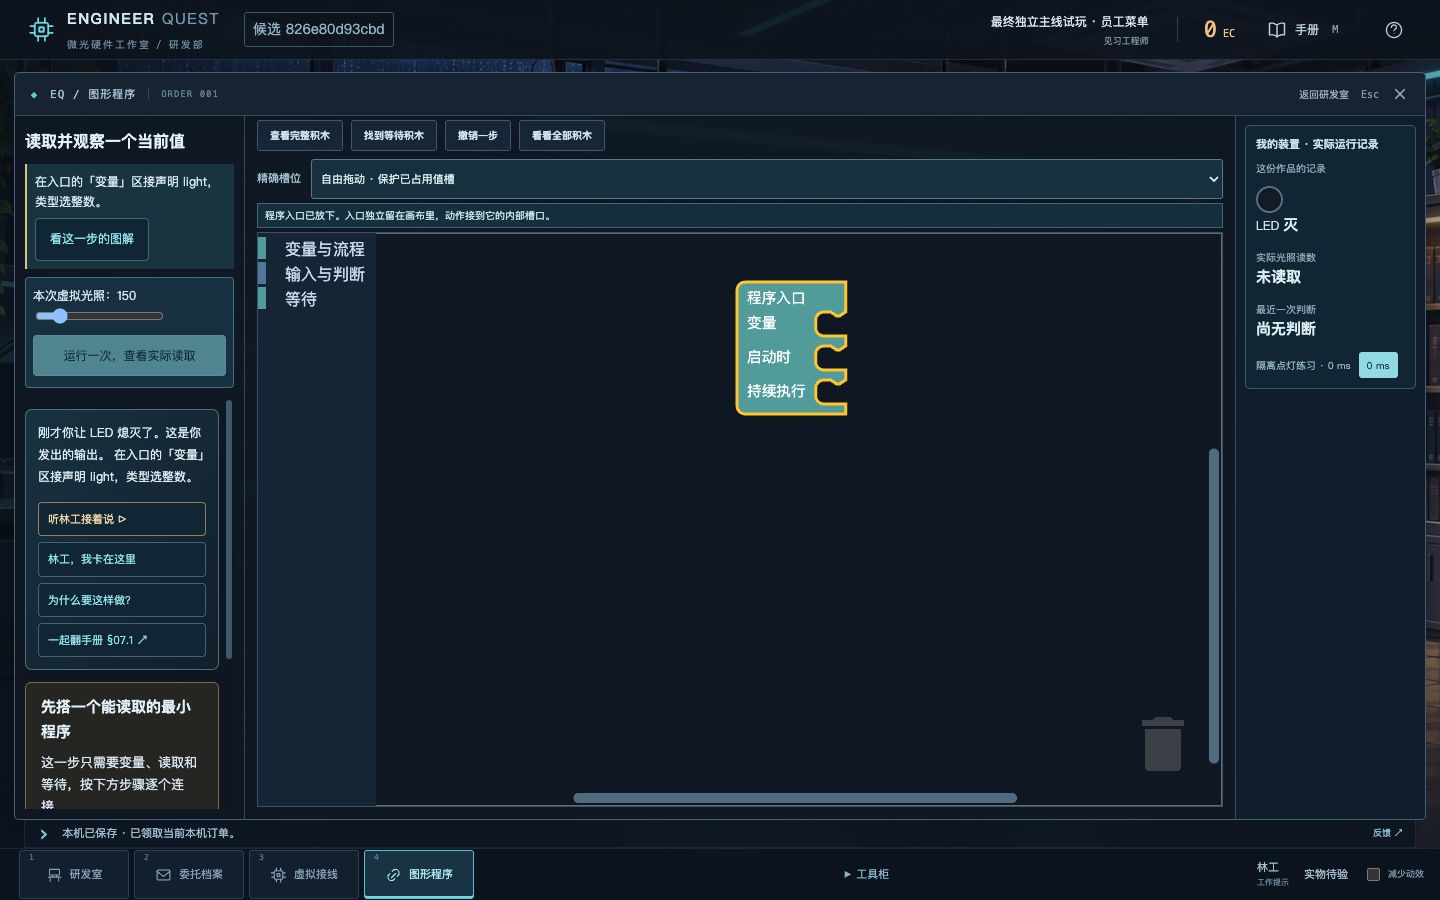 ENGINEER QUEST
微光硬件工作室 / 研发部
候选 826e80d93cbd
最终独立主线试玩 · 员工菜单
见习工程师
0 EC
手册 M
EQ / 图形程序
ORDER 001
返回研发室 Esc
读取并观察一个当前值
在入口的「变量」区接声明 light，
类型选整数。
看这一步的图解
本次虚拟光照：150
运行一次，查看实际读取
刚才你让 LED 熄灭了。这是你
发出的输出。 在入口的「变量」
区接声明 light，类型选整数。
听林工接着说
林工，我卡在这里
为什么要这样做？
一起翻手册 §07.1 ↗
先搭一个能读取的最小
程序
这一步只需要变量、读取和
等待，按下方步骤逐个连
接
查看完整积木
找到等待积木
撤销一步
看看全部积木
精确槽位
自由拖动 · 保护已占用值槽
程序入口已放下。入口独立留在画布里，动作接到它的内部槽口。
变量与流程
输入与判断
等待
程序入口
变量
启动时
持续执行
我的装置 · 实际运行记录
这份作品的记录
LED 灭
实际光照读数
未读取
最近一次判断
尚无判断
隔离点灯练习 · 0 ms
0 ms
本机已保存 · 已领取当前本机订单。
反馈 ↗
1 研发室
2 委托档案
3 虚拟接线
4 图形程序
工具柜
林工
工作提示
实物待验
减少动效